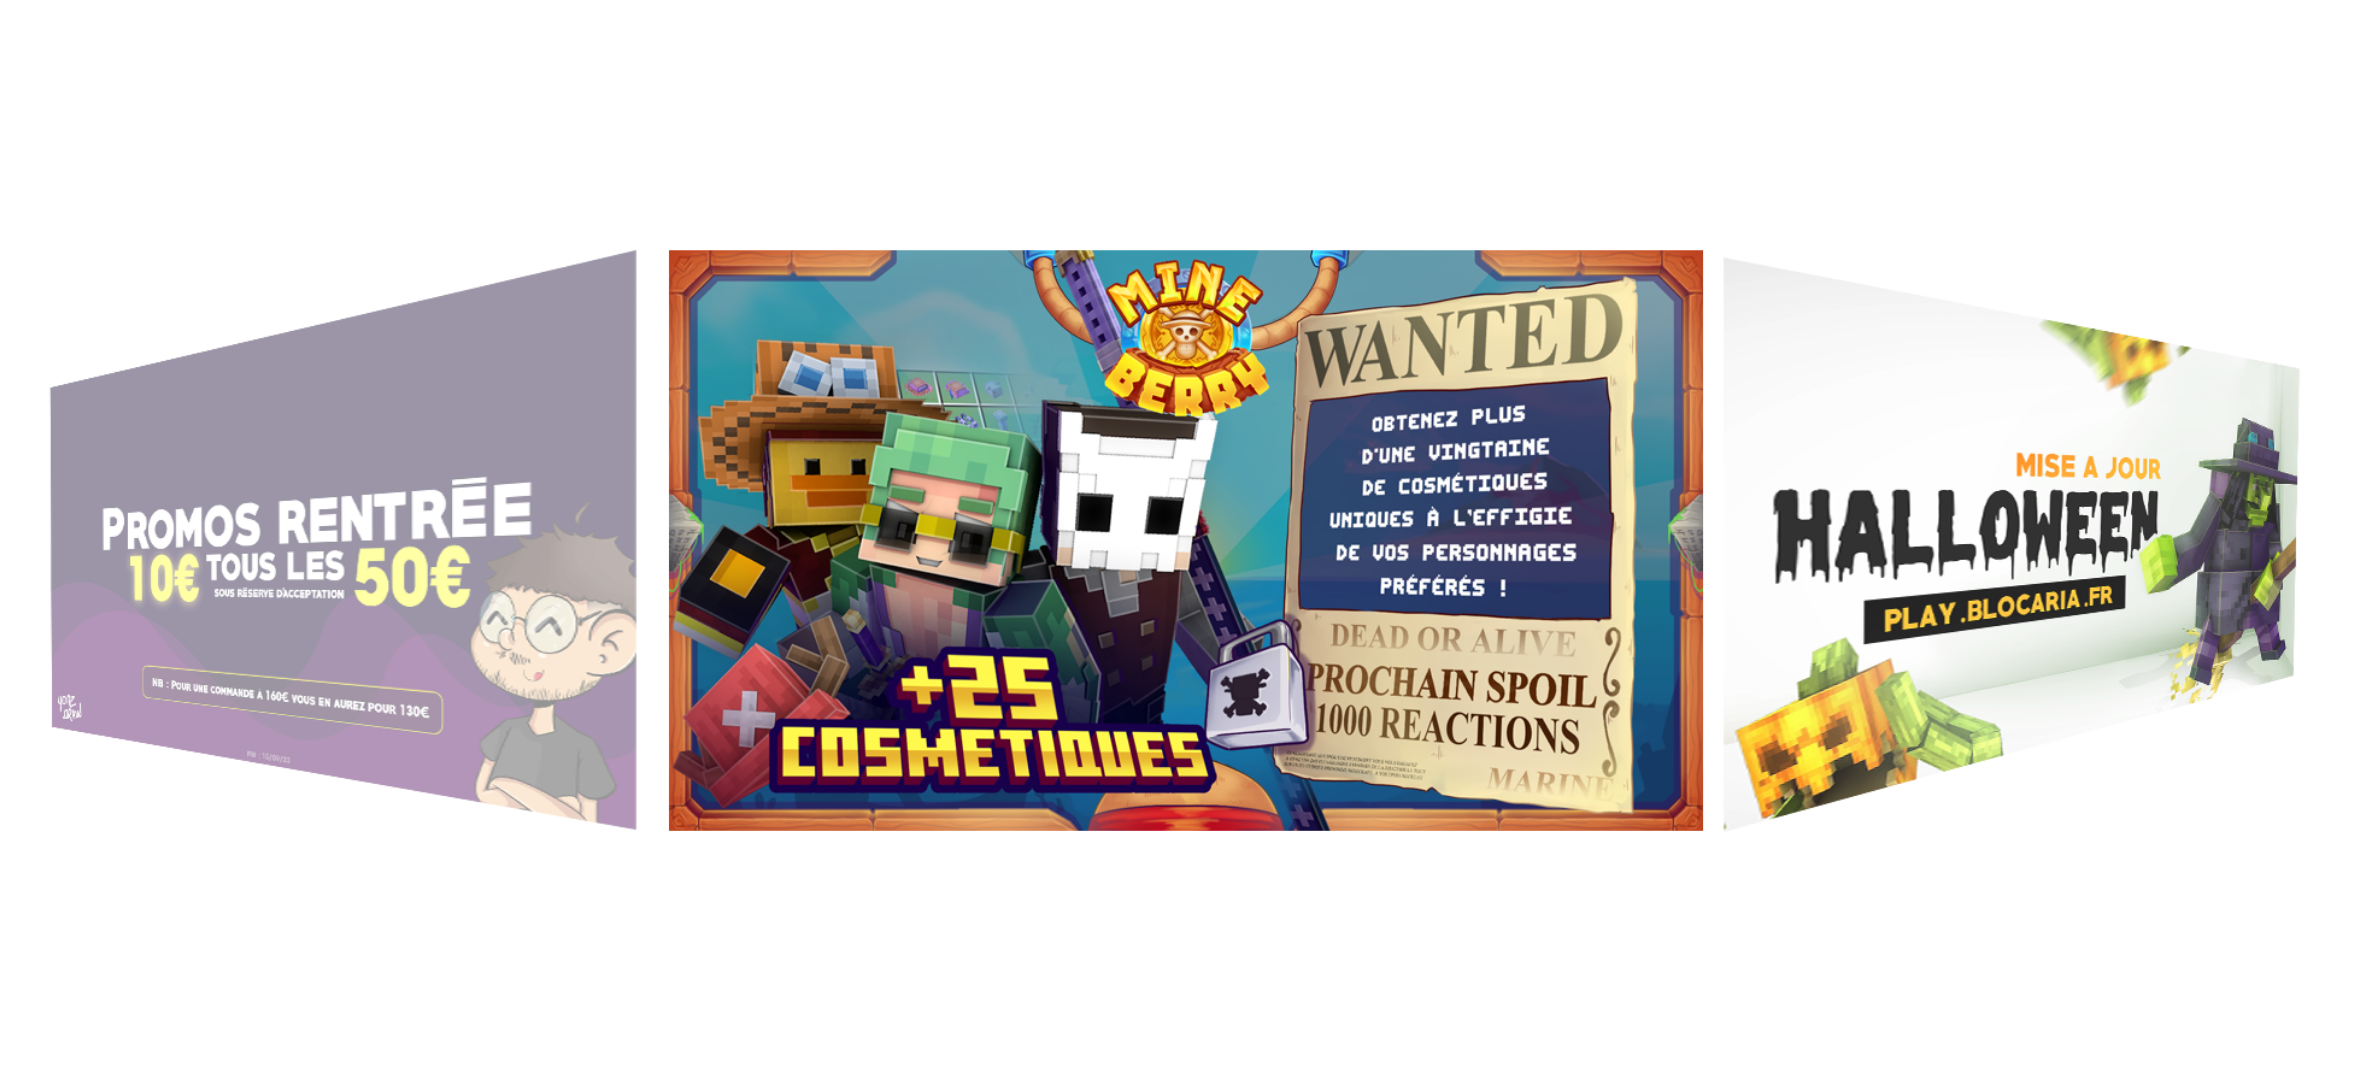 PROMOS RENTRÉE
10€ TOUS LES 50€
SOUS RÉSERVE D'ACCEPTATION
NB : POUR UNE COMMANDE A 160€ VOUS EN AUREZ POUR 130€
MINE
BERRY
WANTED
OBTENEZ PLUS
D'UNE VINGTAINE
DE COSMÉTIQUES
UNIQUES À L'EFFIGIE
DE VOS PERSONNAGES
PRÉFÉRÉS !
DEAD OR ALIVE
PROCHAIN SPOIL
1000 REACTIONS
MARINE
+25
COSMETIQUES
MISE A JOUR
HALLOWEEN
PLAY.BLOCARIA.FR